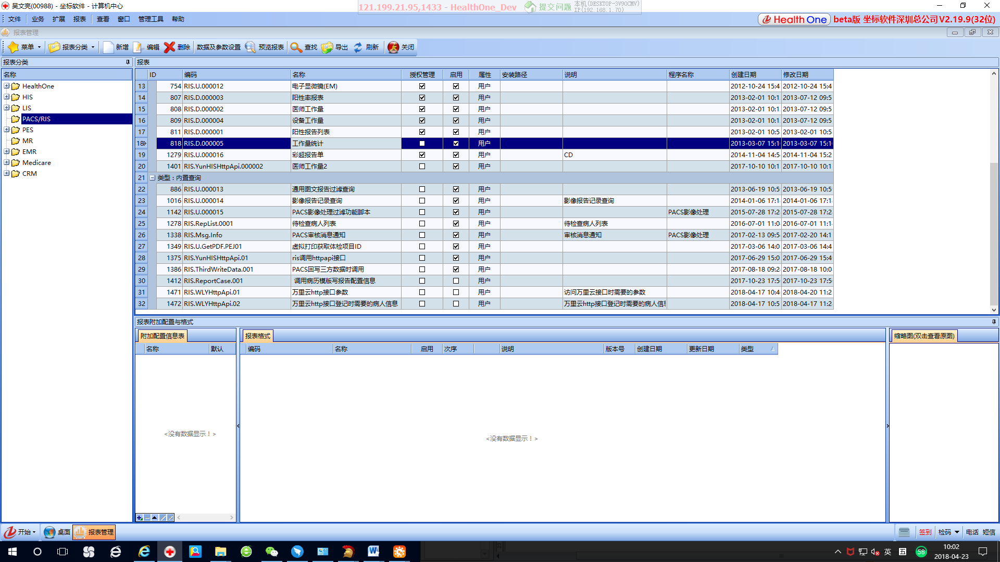 吴文亮(00988) - 坐标软件 - 计算机中心
121.199.21.95,1433 - HealthOne_Dev 提交问题 本机(DESKTOP-3V9OCMV)
IP(192.168.1.70)
文件 业务 扩展 报表 查看 窗口 管理工具 帮助
Health One beta版 坐标软件深圳总公司V2.19.9(32位)
报表管理
菜单 报表分类 新增 编辑 删除 数据及参数设置 预览报表 查找 导出 刷新 关闭
报表分类
名称
HealthOne
HIS
LIS
PACS/RIS
PES
MR
EMR
Medicare
CRM
报表
ID 编码 名称 授权管理 启用 属性 安装路径 说明 程序名称 创建日期 修改日期
13 754 RIS.U.000012 电子显微镜(EM) 用户 2012-10-24 15:4 2012-10-24 15:4
14 807 RIS.D.000003 阳性率报表 用户 2013-02-01 10:1 2013-07-12 09:5
15 808 RIS.D.000002 医师工作量 用户 2013-02-01 10:1 2013-07-12 09:5
16 809 RIS.D.000004 设备工作量 用户 2013-02-01 10:1 2013-07-12 09:5
17 811 RIS.D.000001 阳性报告列表 用户 2013-02-01 10:5 2013-02-01 10:5
18 818 RIS.D.000005 工作量统计 用户 2013-03-07 15:1 2013-03-07 15:1
19 1279 RIS.U.000016 彩超报告单 用户 CD 2014-11-04 14:5 2014-11-04 15:2
20 1401 RIS.YunHISHttpApi.000002 医师工作量2 用户 2017-10-10 10:1 2017-10-10 10:1
21 类型：内置查询
22 886 RIS.U.000013 通用图文报告过滤查询 用户 2013-06-19 10:5 2013-06-19 10:5
23 1016 RIS.U.000014 影像报告记录查询 用户 影像报告记录查询 2014-01-06 17:1 2014-01-06 17:1
24 1142 RIS.U.000015 PACS影像处理过滤功能脚本 用户 PACS影像处理 2015-07-28 17:2 2015-07-28 17:2
25 1278 RIS.RepList.0001 待检查病人列表 用户 待检查病人列表 2016-07-01 11:0 2016-07-01 11:1
26 1338 RIS.Msg.Info PACS审核消息通知 用户 审核消息通知 PACS影像处理 2017-02-13 09:5 2017-02-20 14:1
27 1349 RIS.U.GetPDF.PEJ01 虚拟打印获取体检项目ID 用户 2017-03-06 14:0 2017-03-06 14:4
28 1375 RIS.YunHISHttpApi.01 ris调用httpapi接口 用户 2017-06-29 15:0 2017-06-29 15:4
29 1386 RIS.ThirdWriteData.001 PACS回写三方数据时调用 用户 2017-08-18 09:2 2017-08-18 10:0
30 1412 RIS.ReportCase.001 调用病历模版写报告配置信息 用户 2017-10-23 17:5 2017-10-23 17:5
31 1471 RIS.WLYHttpApi.01 万里云http接口参数 用户 访问万里云接口时需要的参数 2018-04-17 10:4 2018-04-20 11:2
32 1472 RIS.WLYHttpApi.02 万里云http接口登记时需要的病人信息 用户 万里云http接口登记时需要的病人信息 2018-04-17 10:5 2018-04-17 11:2
报表附加配置与格式
附加配置信息表
名称 默认
<没有数据显示！>
报表格式
编码 名称 启用 次序 说明 版本号 创建日期 更新日期 类型
<没有数据显示！>
缩略图(双击查看原图)
开始 桌面 报表管理 签到 检码 电话 短信
英 五 58 10:02
2018-04-23